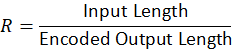 R = Input Length / Encoded Output Length